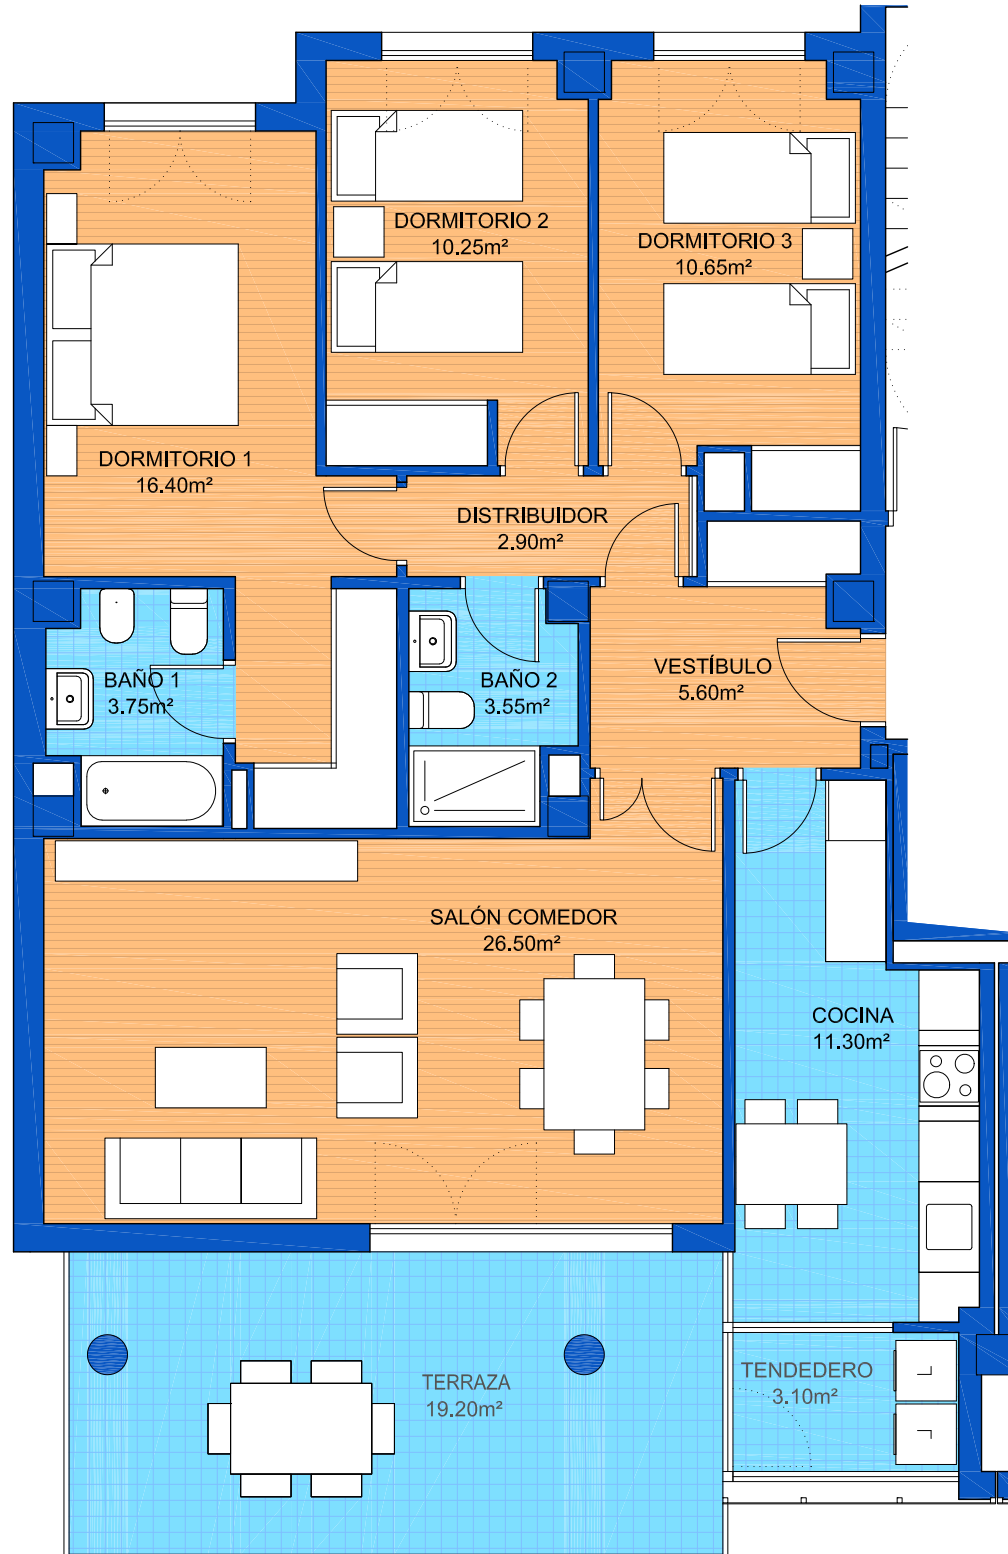 DORMITORIO 2
10.25m²
DORMITORIO 3
10.65m²
DORMITORIO 1
16.40m²
DISTRIBUIDOR
2.90m²
BAÑO 1
3.75m²
BAÑO 2
3.55m²
VESTÍBULO
5.60m²
SALÓN COMEDOR
26.50m²
COCINA
11.30m²
TERRAZA
19.20m²
TENDEDERO
3.10m²